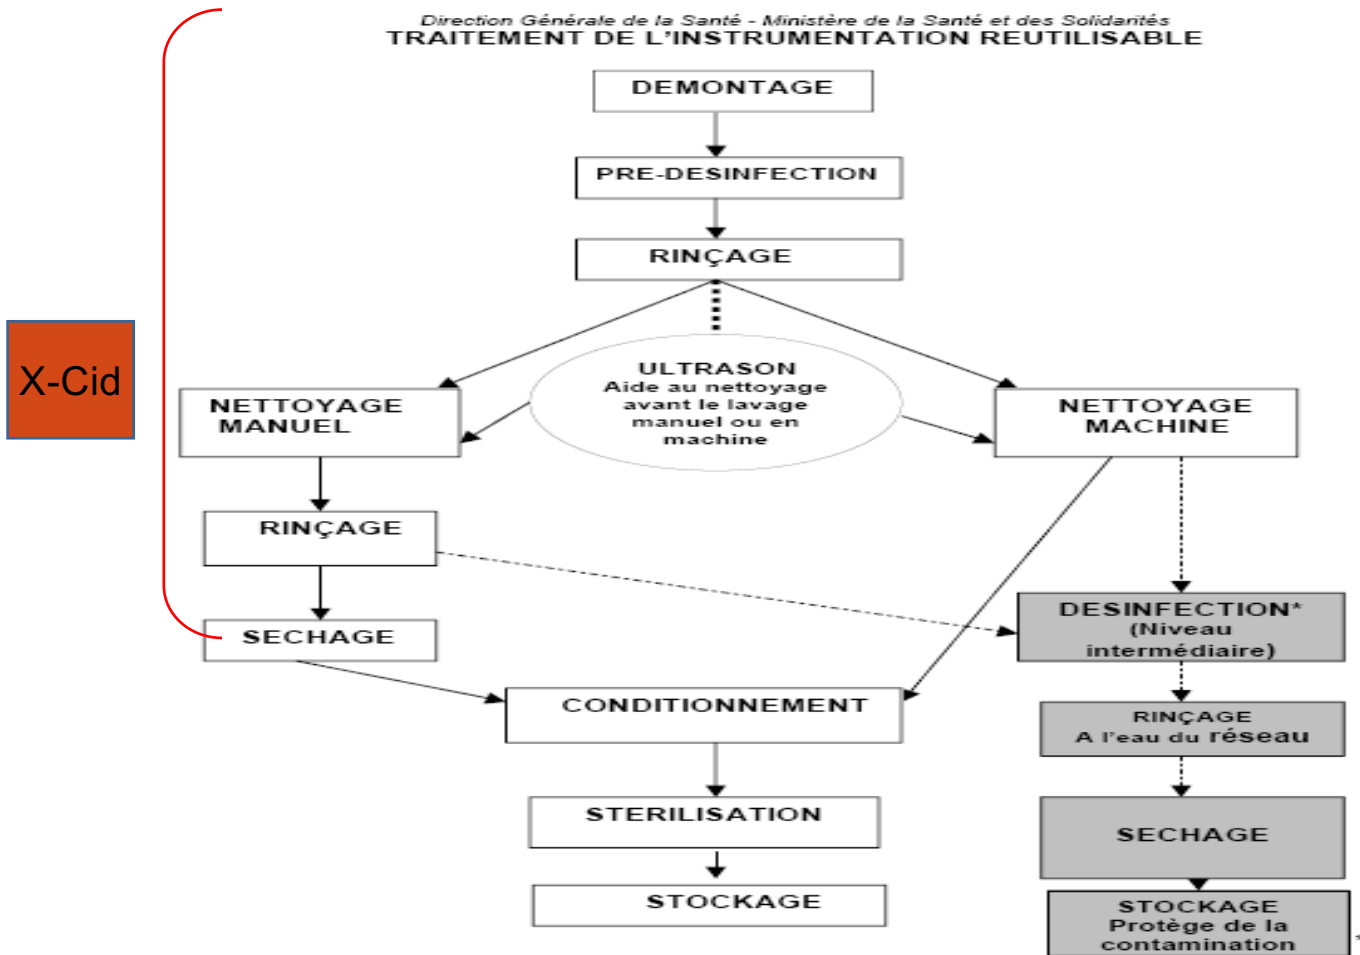 Direction Générale de la Santé - Ministère de la Santé et des Solidarités
TRAITEMENT DE L'INSTRUMENTATION REUTILISABLE
DEMONTAGE
PRE-DESINFECTION
RINÇAGE
X-Cid
ULTRASON
Aide au nettoyage
avant le lavage
manuel ou en
machine
NETTOYAGE
MANUEL
NETTOYAGE
MACHINE
RINÇAGE
SECHAGE
DESINFECTION*
(Niveau
intermédiaire)
CONDITIONNEMENT
RINÇAGE
A l'eau du réseau
STERILISATION
SECHAGE
STOCKAGE
STOCKAGE
Protège de la
contamination